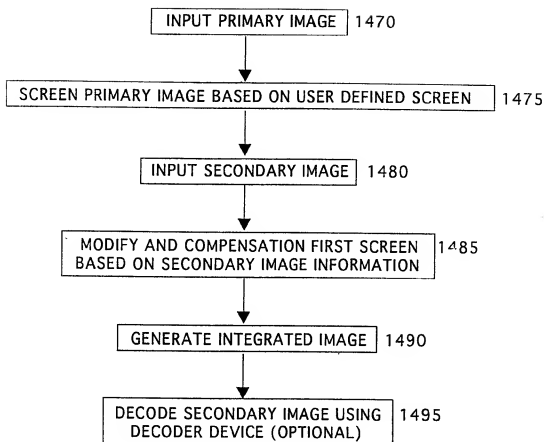 INPUT PRIMARY IMAGE 1470
SCREEN PRIMARY IMAGE BASED ON USER DEFINED SCREEN 1475
INPUT SECONDARY IMAGE 1480
MODIFY AND COMPENSATION FIRST SCREEN 1485
BASED ON SECONDARY IMAGE INFORMATION
GENERATE INTEGRATED IMAGE 1490
DECODE SECONDARY IMAGE USING 1495
DECODER DEVICE (OPTIONAL)